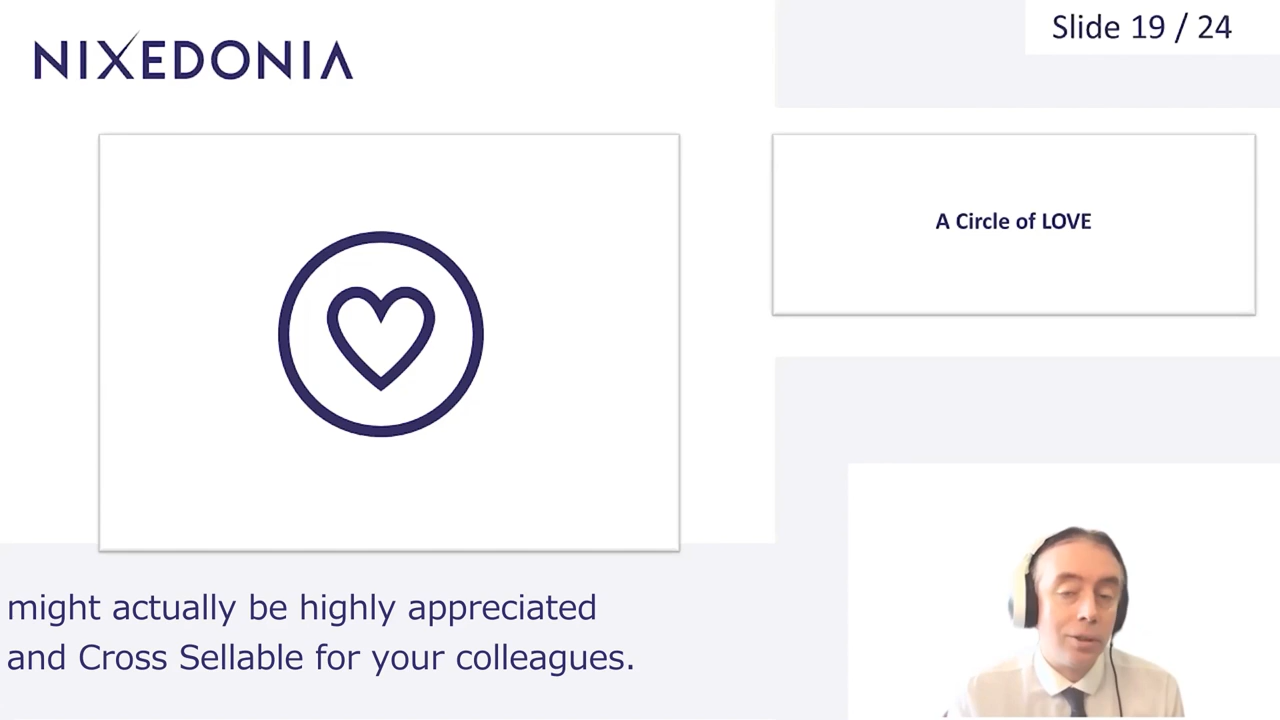 NIXEDONIA
Slide 19 / 24
A Circle of LOVE
might actually be highly appreciated
and Cross Sellable for your colleagues.